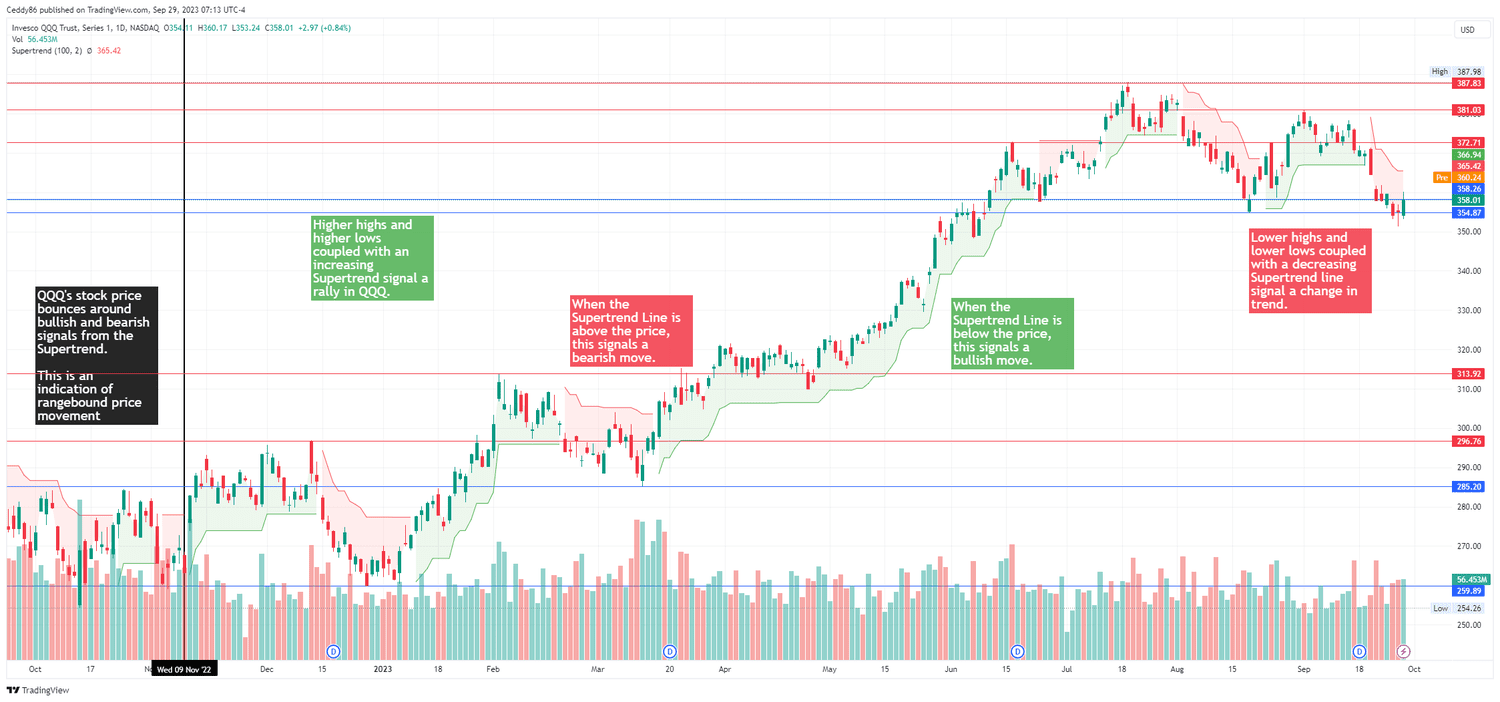 Ceddy86 published on TradingView.com, Sep 29, 2023 07:13 UTC-4
Invesco QQQ Trust, Series 1, 1D, NASDAQ O354.11 H360.17 L353.24 C358.01 +2.97 (+0.84%)
Vol 56.453M
Supertrend (100, 2) Ø 365.42
USD
High 387.98
387.83
381.03
372.71
366.94
365.42
Pre 360.24
358.26
358.01
354.87
350.00
340.00
330.00
320.00
313.92
310.00
300.00
296.76
290.00
285.20
280.00
270.00
56.453M
259.89
Low 254.26
250.00
Higher highs and
higher lows
coupled with an
increasing
Supertrend signal a
rally in QQQ.
Lower highs and
lower lows coupled
with a decreasing
Supertrend line
signal a change in
trend.
QQQ's stock price
bounces around
bullish and bearish
signals from the
Supertrend.
This is an
indication of
rangebound price
movement
When the
Supertrend Line is
above the price,
this signals a
bearish move.
When the
Supertrend Line is
below the price,
this signals a
bullish move.
D D D D
Oct 17 Wed 09 Nov '22 Dec 15 2023 18 Feb Mar 20 Apr May 15 Jun 15 Jul 18 Aug 15 Sep 18 Oct
TradingView